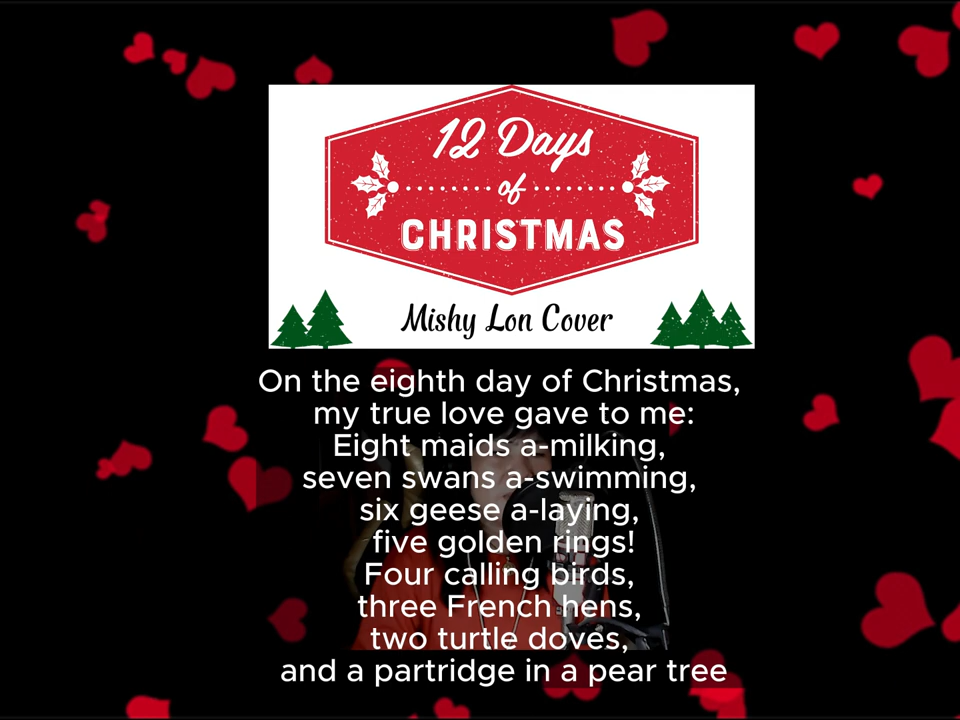 12 Days
of
CHRISTMAS
Mishy Lon Cover
On the eighth day of Christmas,
my true love gave to me:
Eight maids a-milking,
seven swans a-swimming,
six geese a-laying,
five golden rings!
Four calling birds,
three French hens,
two turtle doves,
and a partridge in a pear tree